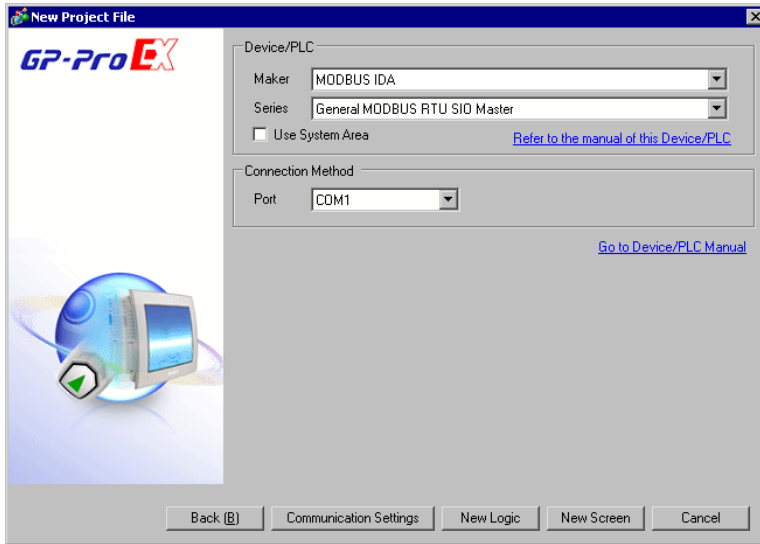 New Project File
GP-Pro EX
Device/PLC
Maker MODBUS IDA
Series General MODBUS RTU SIO Master
Use System Area Refer to the manual of this Device/PLC
Connection Method
Port COM1
Go to Device/PLC Manual
Back (B) Communication Settings New Logic New Screen Cancel